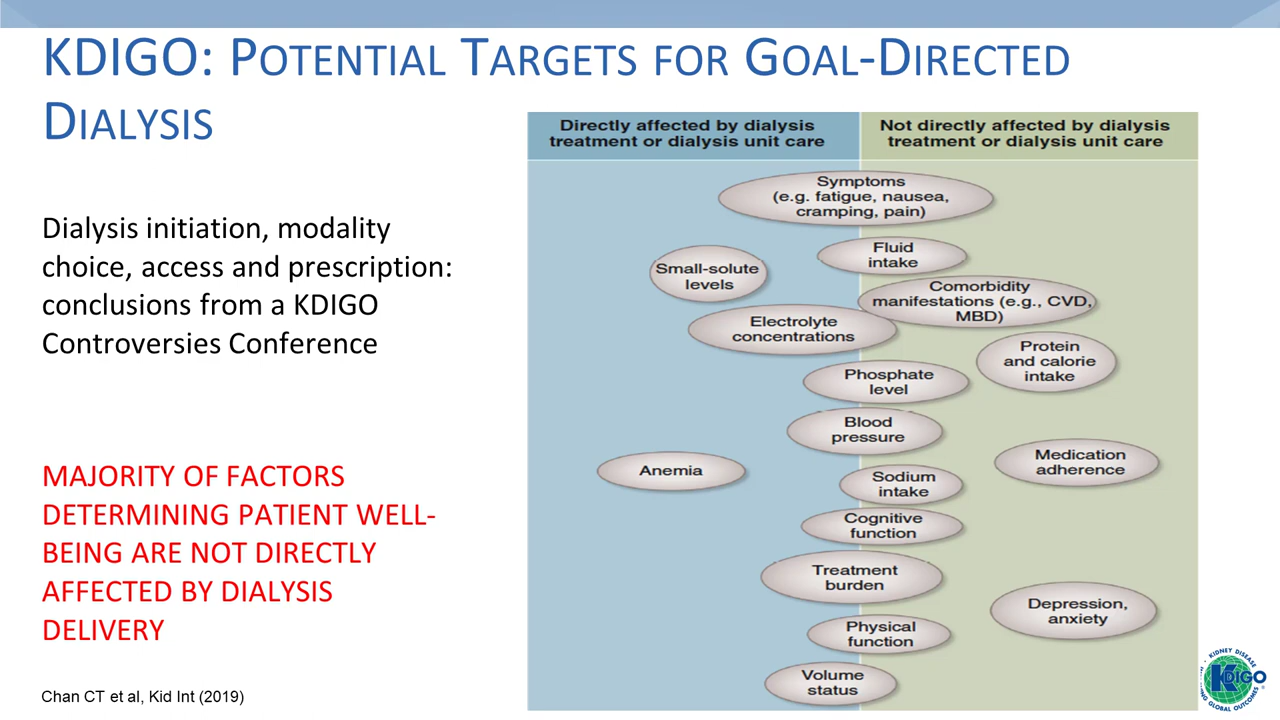 KDIGO: POTENTIAL TARGETS FOR GOAL-DIRECTED
DIALYSIS
Dialysis initiation, modality
choice, access and prescription:
conclusions from a KDIGO
Controversies Conference
MAJORITY OF FACTORS
DETERMINING PATIENT WELL-
BEING ARE NOT DIRECTLY
AFFECTED BY DIALYSIS
DELIVERY
Chan CT et al, Kid Int (2019)
Directly affected by dialysis
treatment or dialysis unit care
Not directly affected by dialysis
treatment or dialysis unit care
Symptoms
(e.g. fatigue, nausea,
cramping, pain)
Fluid
intake
Small-solute
levels
Comorbidity
manifestations (e.g., CVD,
MBD)
Electrolyte
concentrations
Protein
and calorie
intake
Phosphate
level
Blood
pressure
Medication
adherence
Anemia
Sodium
intake
Cognitive
function
Treatment
burden
Depression,
anxiety
Physical
function
Volume
status
KIDNEY DISEASE
KDIGO
GLOBAL OUTCOMES